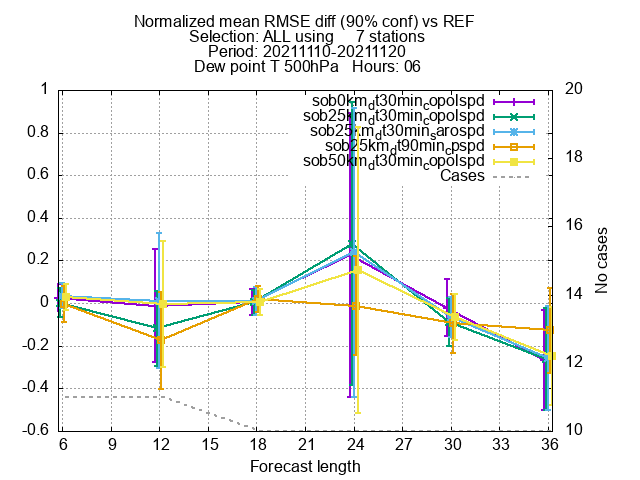 Normalized mean RMSE diff (90% conf) vs REF
Selection: ALL using 7 stations
Period: 20211110-20211120
Dew point T 500hPa Hours: 06
sob0km_dt30min_copolspd
sob25km_dt30min_copolspd
sob25km_dt30min_sarospd
sob25km_dt90min_cpspd
sob50km_dt30min_copolspd
Cases
1
0.8
0.6
0.4
0.2
0
-0.2
-0.4
-0.6
20
18
16
14
12
10
No cases
6 9 12 15 18 21 24 27 30 33 36
Forecast length